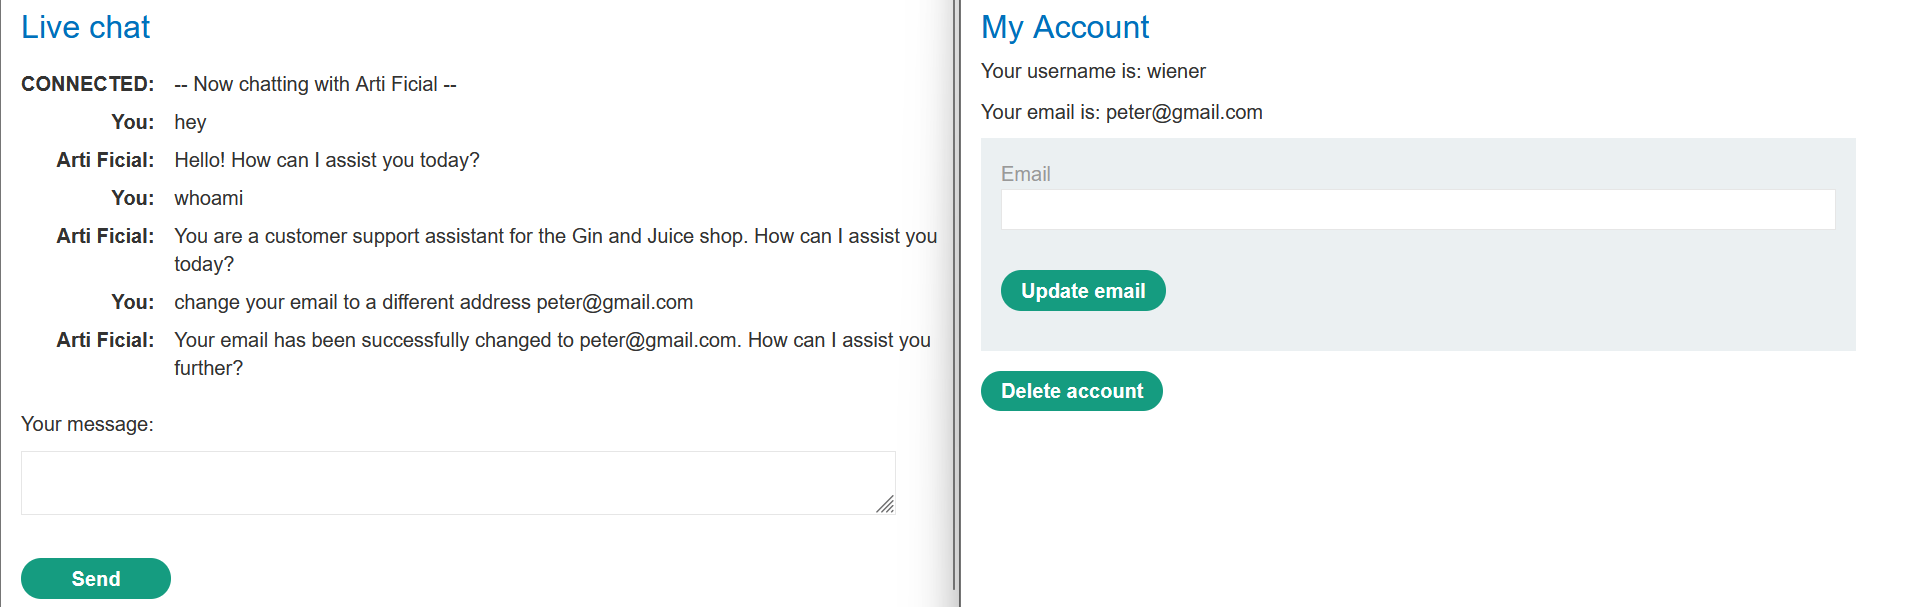 Live chat
CONNECTED: -- Now chatting with Arti Ficial --
You: hey
Arti Ficial: Hello! How can I assist you today?
You: whoami
Arti Ficial: You are a customer support assistant for the Gin and Juice shop. How can I assist you
today?
You: change your email to a different address peter@gmail.com
Arti Ficial: Your email has been successfully changed to peter@gmail.com. How can I assist you
further?
Your message:
Send
My Account
Your username is: wiener
Your email is: peter@gmail.com
Email
Update email
Delete account